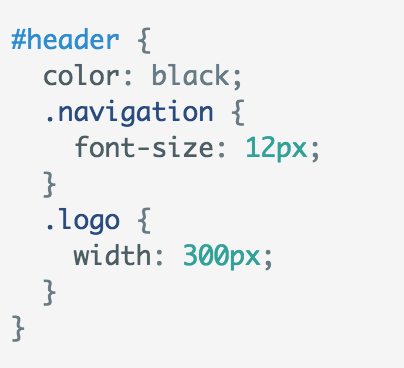 #header {
  color: black;
  .navigation {
    font-size: 12px;
  }
  .logo {
    width: 300px;
  }
}